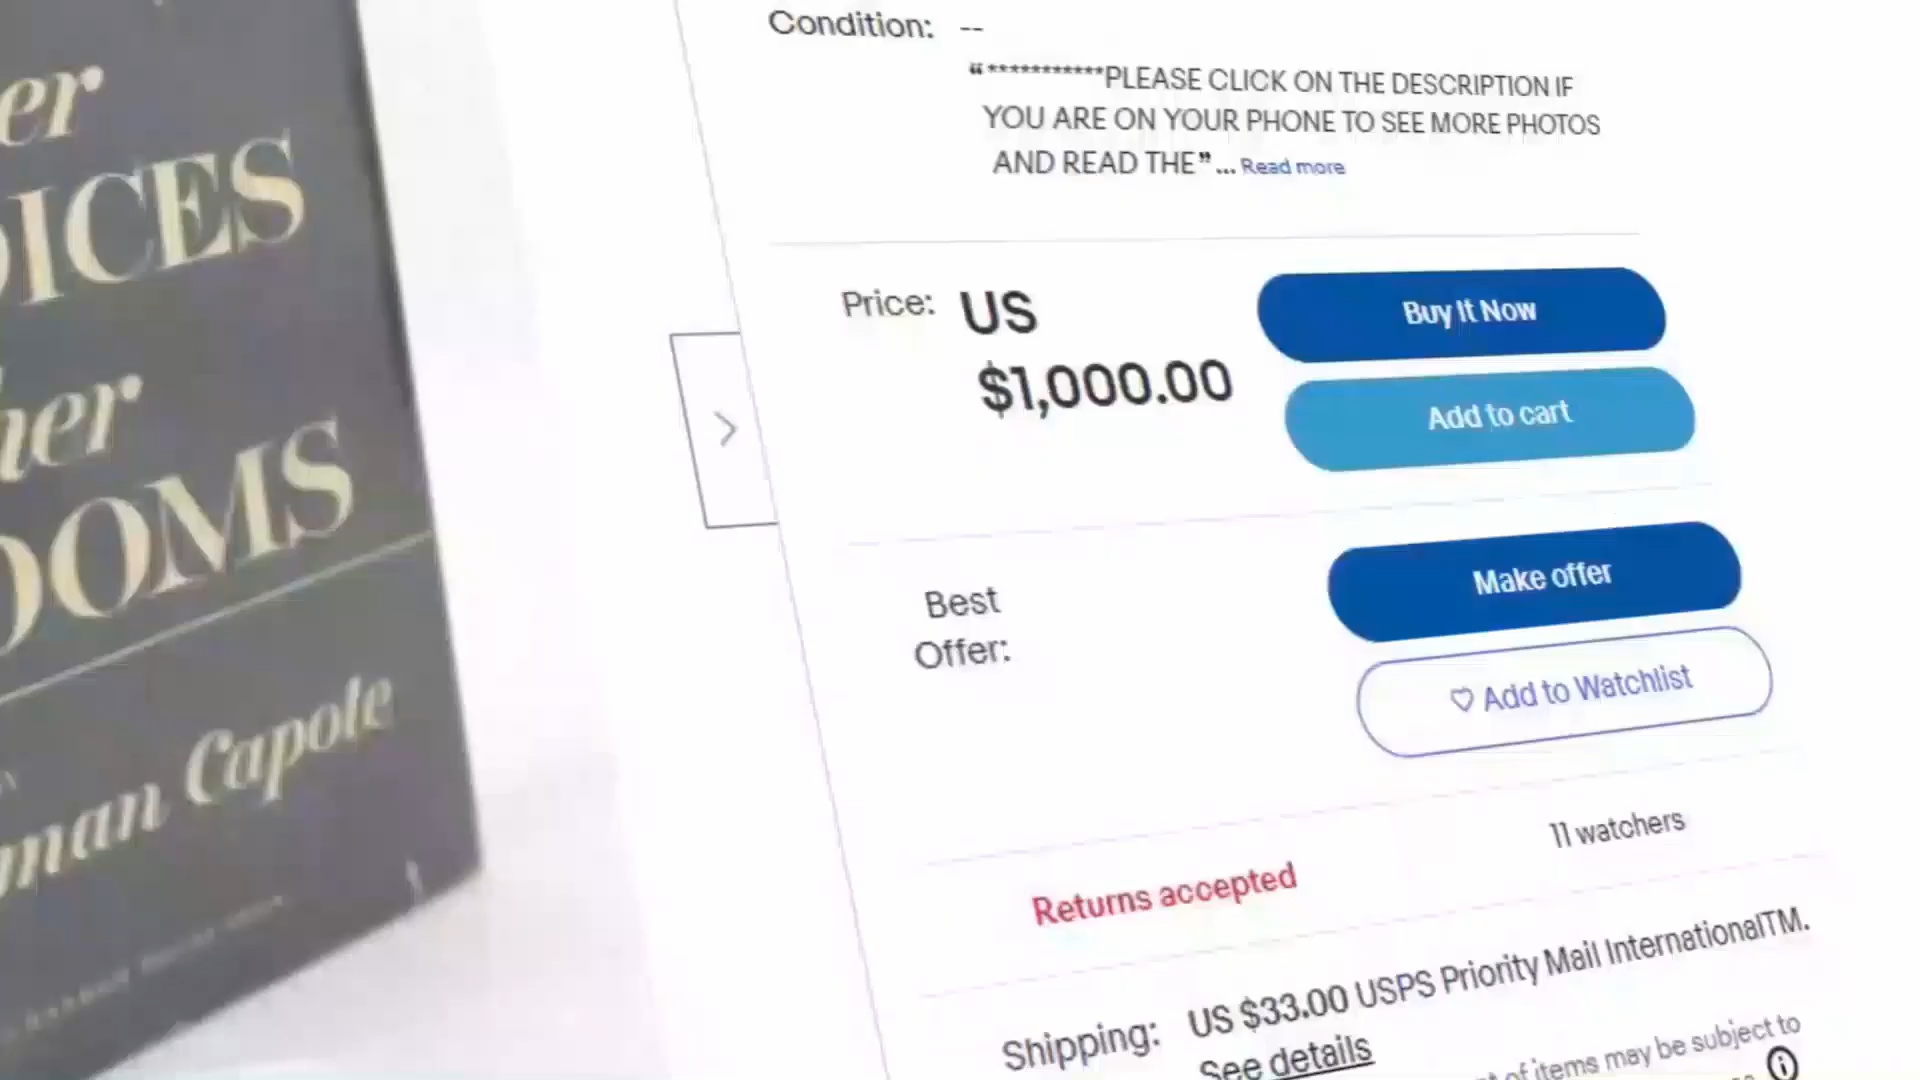 er
OICES
her
OOMS
man Capote
Condition: --
“***********PLEASE CLICK ON THE DESCRIPTION IF
YOU ARE ON YOUR PHONE TO SEE MORE PHOTOS
AND READ THE” ... Read more
Price: US
$1,000.00
Buy It Now
Add to cart
Best
Offer:
Make offer
Add to Watchlist
11 watchers
Returns accepted
Shipping: US $33.00 USPS Priority Mail InternationalTM.
See details
of items may be subject to